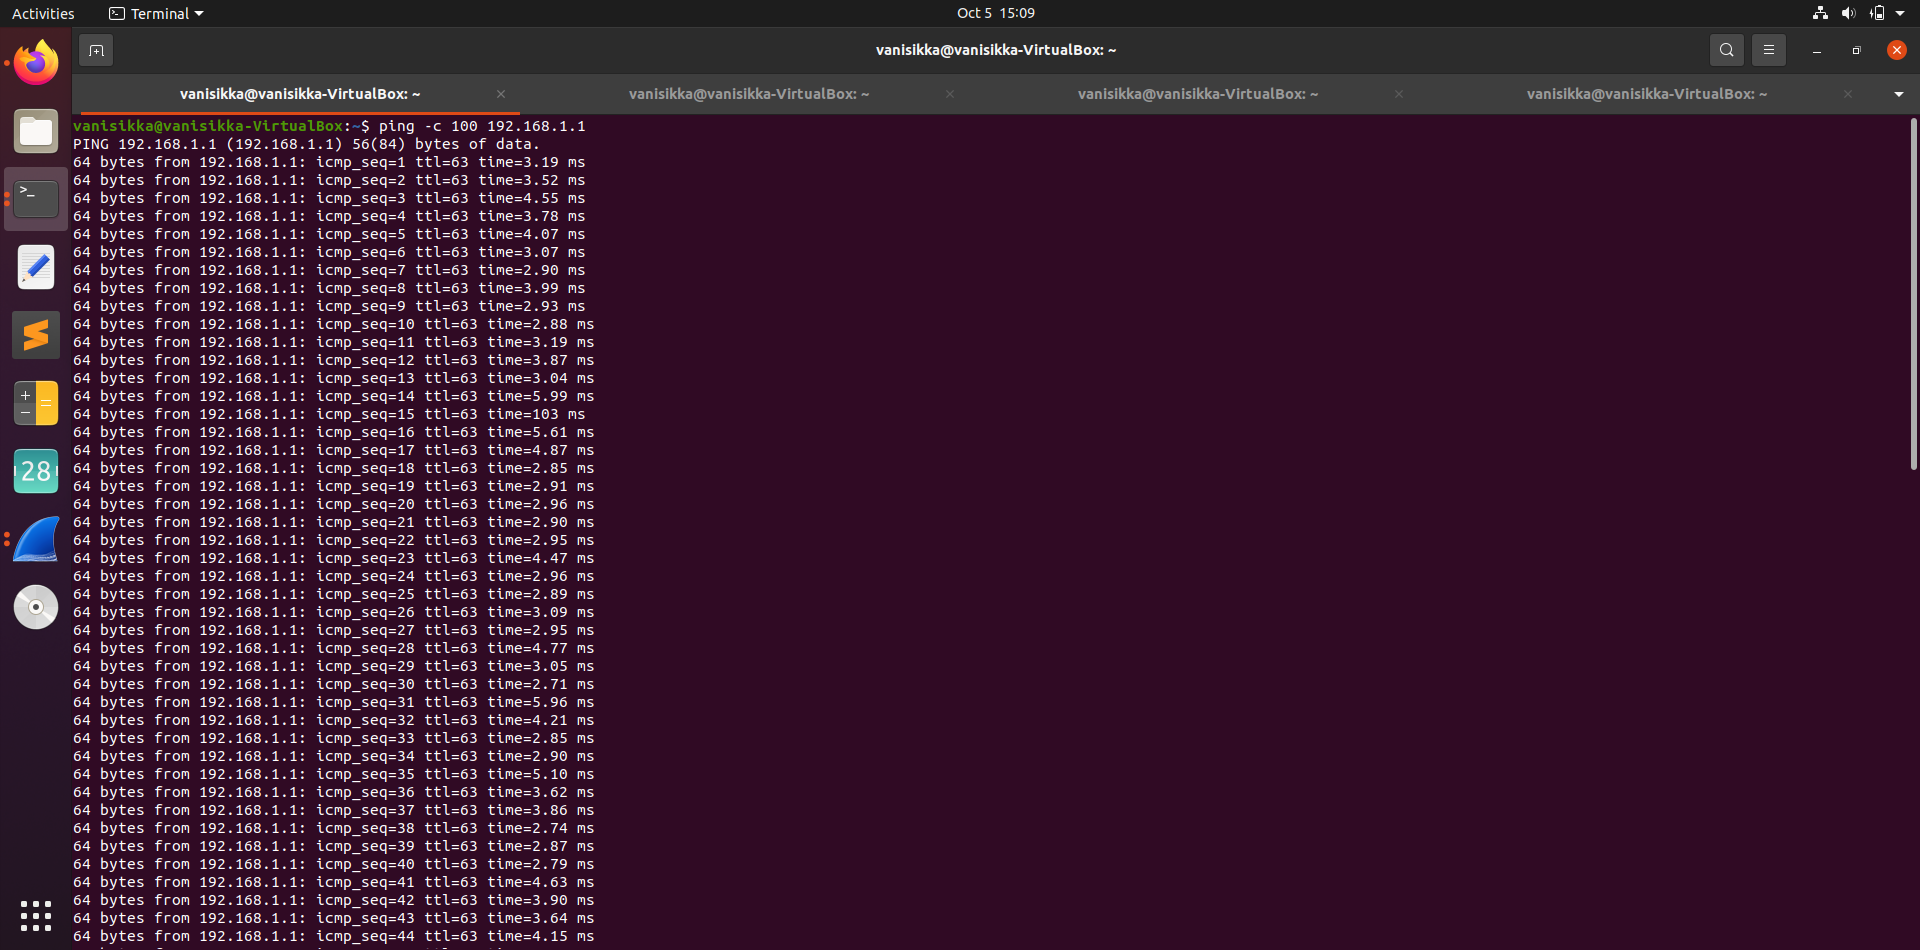 Activities
Terminal
Oct 5 15:09
vanisikka@vanisikka-VirtualBox: ~
vanisikka@vanisikka-VirtualBox: ~
vanisikka@vanisikka-VirtualBox: ~
vanisikka@vanisikka-VirtualBox: ~
vanisikka@vanisikka-VirtualBox: ~
28
vanisikka@vanisikka-VirtualBox:~$ ping -c 100 192.168.1.1
PING 192.168.1.1 (192.168.1.1) 56(84) bytes of data.
64 bytes from 192.168.1.1: icmp_seq=1 ttl=63 time=3.19 ms
64 bytes from 192.168.1.1: icmp_seq=2 ttl=63 time=3.52 ms
64 bytes from 192.168.1.1: icmp_seq=3 ttl=63 time=4.55 ms
64 bytes from 192.168.1.1: icmp_seq=4 ttl=63 time=3.78 ms
64 bytes from 192.168.1.1: icmp_seq=5 ttl=63 time=4.07 ms
64 bytes from 192.168.1.1: icmp_seq=6 ttl=63 time=3.07 ms
64 bytes from 192.168.1.1: icmp_seq=7 ttl=63 time=2.90 ms
64 bytes from 192.168.1.1: icmp_seq=8 ttl=63 time=3.99 ms
64 bytes from 192.168.1.1: icmp_seq=9 ttl=63 time=2.93 ms
64 bytes from 192.168.1.1: icmp_seq=10 ttl=63 time=2.88 ms
64 bytes from 192.168.1.1: icmp_seq=11 ttl=63 time=3.19 ms
64 bytes from 192.168.1.1: icmp_seq=12 ttl=63 time=3.87 ms
64 bytes from 192.168.1.1: icmp_seq=13 ttl=63 time=3.04 ms
64 bytes from 192.168.1.1: icmp_seq=14 ttl=63 time=5.99 ms
64 bytes from 192.168.1.1: icmp_seq=15 ttl=63 time=103 ms
64 bytes from 192.168.1.1: icmp_seq=16 ttl=63 time=5.61 ms
64 bytes from 192.168.1.1: icmp_seq=17 ttl=63 time=4.87 ms
64 bytes from 192.168.1.1: icmp_seq=18 ttl=63 time=2.85 ms
64 bytes from 192.168.1.1: icmp_seq=19 ttl=63 time=2.91 ms
64 bytes from 192.168.1.1: icmp_seq=20 ttl=63 time=2.96 ms
64 bytes from 192.168.1.1: icmp_seq=21 ttl=63 time=2.90 ms
64 bytes from 192.168.1.1: icmp_seq=22 ttl=63 time=2.95 ms
64 bytes from 192.168.1.1: icmp_seq=23 ttl=63 time=4.47 ms
64 bytes from 192.168.1.1: icmp_seq=24 ttl=63 time=2.96 ms
64 bytes from 192.168.1.1: icmp_seq=25 ttl=63 time=2.89 ms
64 bytes from 192.168.1.1: icmp_seq=26 ttl=63 time=3.09 ms
64 bytes from 192.168.1.1: icmp_seq=27 ttl=63 time=2.95 ms
64 bytes from 192.168.1.1: icmp_seq=28 ttl=63 time=4.77 ms
64 bytes from 192.168.1.1: icmp_seq=29 ttl=63 time=3.05 ms
64 bytes from 192.168.1.1: icmp_seq=30 ttl=63 time=2.71 ms
64 bytes from 192.168.1.1: icmp_seq=31 ttl=63 time=5.96 ms
64 bytes from 192.168.1.1: icmp_seq=32 ttl=63 time=4.21 ms
64 bytes from 192.168.1.1: icmp_seq=33 ttl=63 time=2.85 ms
64 bytes from 192.168.1.1: icmp_seq=34 ttl=63 time=2.90 ms
64 bytes from 192.168.1.1: icmp_seq=35 ttl=63 time=5.10 ms
64 bytes from 192.168.1.1: icmp_seq=36 ttl=63 time=3.62 ms
64 bytes from 192.168.1.1: icmp_seq=37 ttl=63 time=3.86 ms
64 bytes from 192.168.1.1: icmp_seq=38 ttl=63 time=2.74 ms
64 bytes from 192.168.1.1: icmp_seq=39 ttl=63 time=2.87 ms
64 bytes from 192.168.1.1: icmp_seq=40 ttl=63 time=2.79 ms
64 bytes from 192.168.1.1: icmp_seq=41 ttl=63 time=4.63 ms
64 bytes from 192.168.1.1: icmp_seq=42 ttl=63 time=3.90 ms
64 bytes from 192.168.1.1: icmp_seq=43 ttl=63 time=3.64 ms
64 bytes from 192.168.1.1: icmp_seq=44 ttl=63 time=4.15 ms